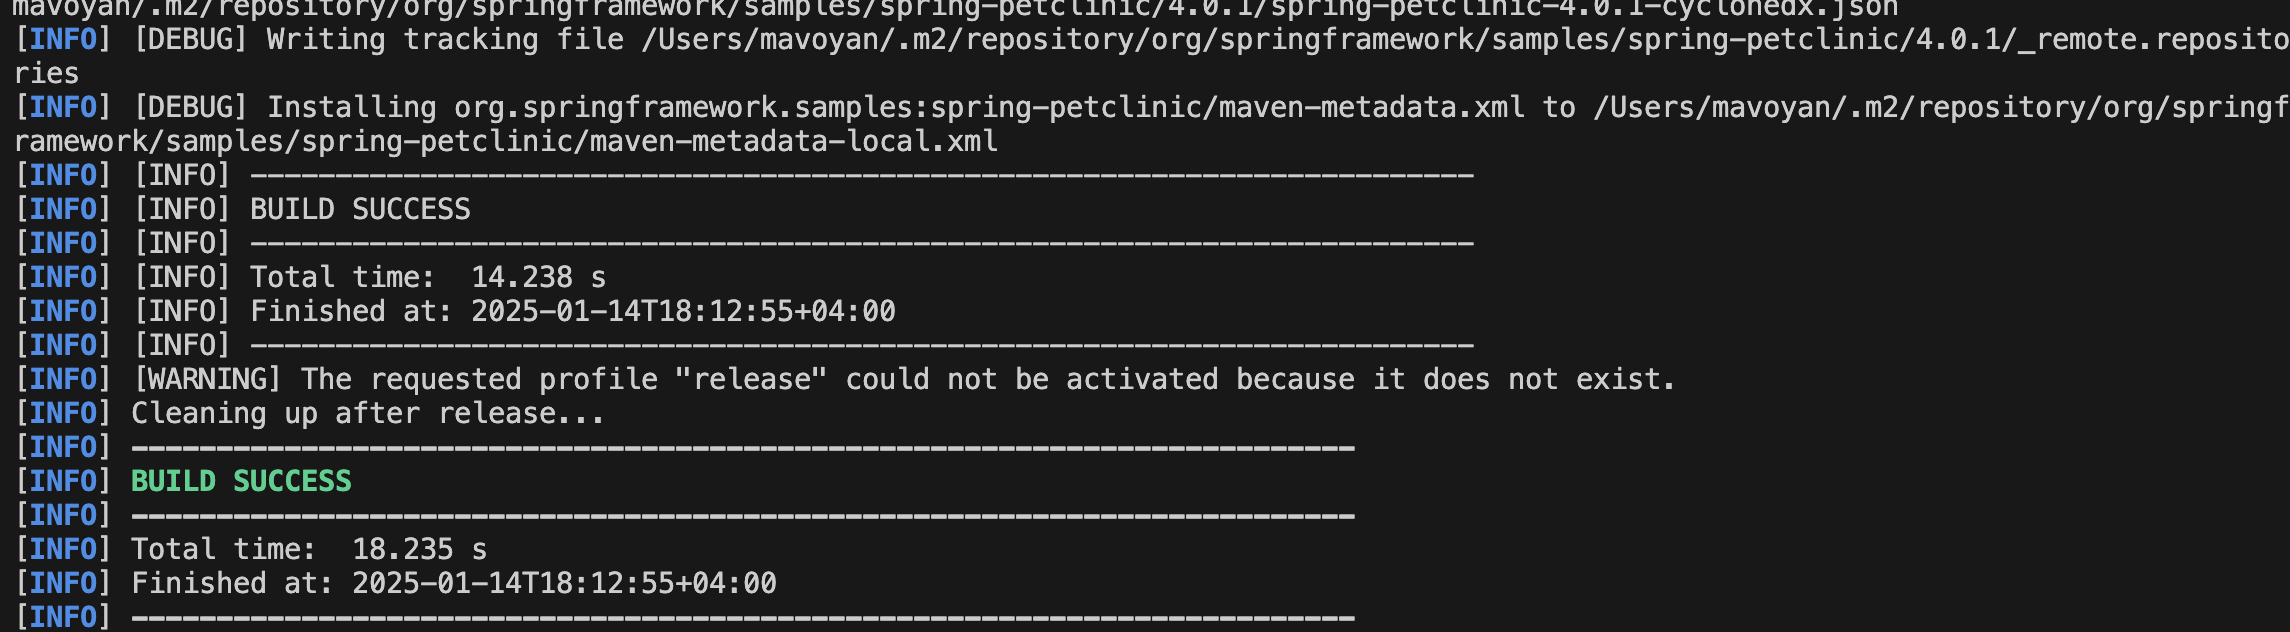 mavoyan/.m2/repository/org/springframework/samples/spring-petclinic/4.0.1/spring-petclinic-4.0.1-cyclonedx.json
[INFO] [DEBUG] Writing tracking file /Users/mavoyan/.m2/repository/org/springframework/samples/spring-petclinic/4.0.1/_remote.reposito
ries
[INFO] [DEBUG] Installing org.springframework.samples:spring-petclinic/maven-metadata.xml to /Users/mavoyan/.m2/repository/org/springf
ramework/samples/spring-petclinic/maven-metadata-local.xml
[INFO] [INFO] ------------------------------------------------------------------------
[INFO] [INFO] BUILD SUCCESS
[INFO] [INFO] ------------------------------------------------------------------------
[INFO] [INFO] Total time:  14.238 s
[INFO] [INFO] Finished at: 2025-01-14T18:12:55+04:00
[INFO] [INFO] ------------------------------------------------------------------------
[INFO] [WARNING] The requested profile "release" could not be activated because it does not exist.
[INFO] Cleaning up after release...
[INFO] ------------------------------------------------------------------------
[INFO] BUILD SUCCESS
[INFO] ------------------------------------------------------------------------
[INFO] Total time:  18.235 s
[INFO] Finished at: 2025-01-14T18:12:55+04:00
[INFO] ------------------------------------------------------------------------